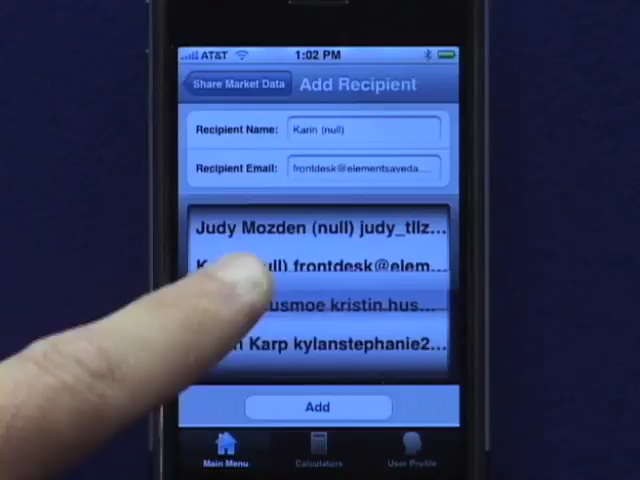 AT&T 1:02 PM
Share Market Data Add Recipient
Recipient Name: Karin (null)
Recipient Email: frontdesk@elementsaveda....
Judy Mozden (null) judy_tllz...
frontdesk@elem...
kristin.hus...
Karp kylanstephanie2...
Add
Main Menu Calculators User Profile